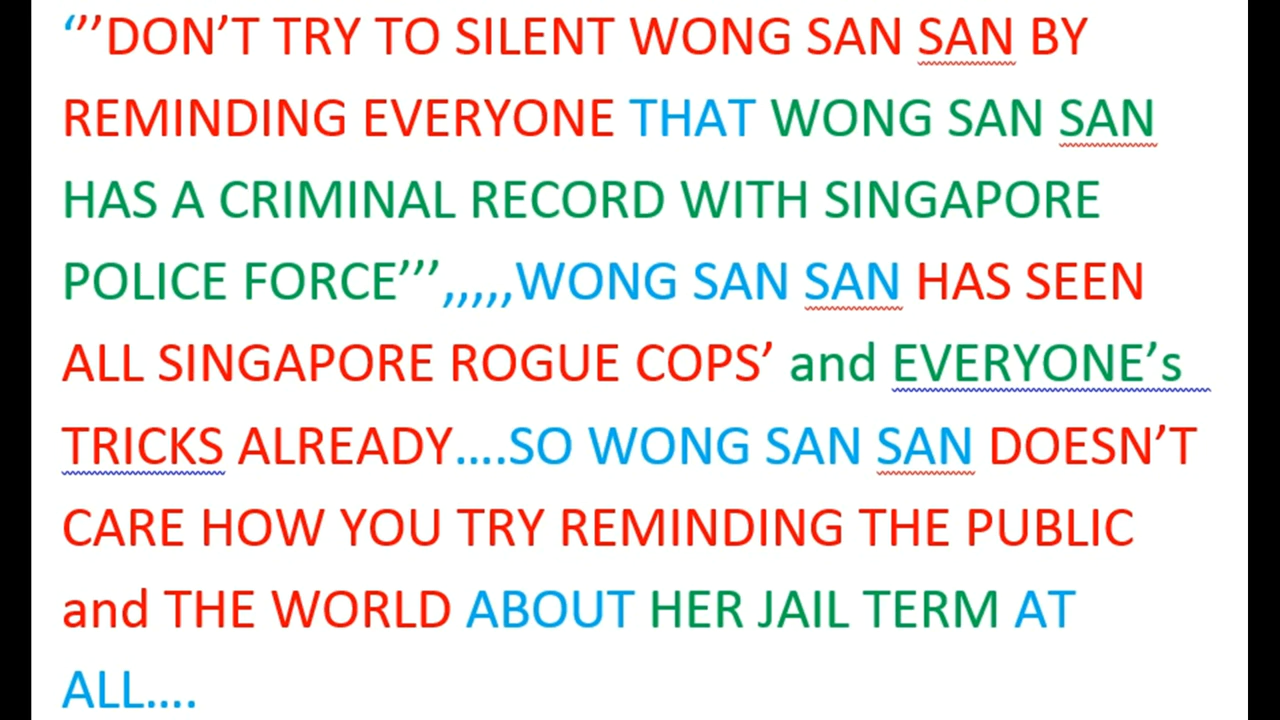 ‘’’DON’T TRY TO SILENT WONG SAN SAN BY
REMINDING EVERYONE THAT WONG SAN SAN
HAS A CRIMINAL RECORD WITH SINGAPORE
POLICE FORCE’’’,,,,,WONG SAN SAN HAS SEEN
ALL SINGAPORE ROGUE COPS’ and EVERYONE’s
TRICKS ALREADY....SO WONG SAN SAN DOESN’T
CARE HOW YOU TRY REMINDING THE PUBLIC
and THE WORLD ABOUT HER JAIL TERM AT
ALL....